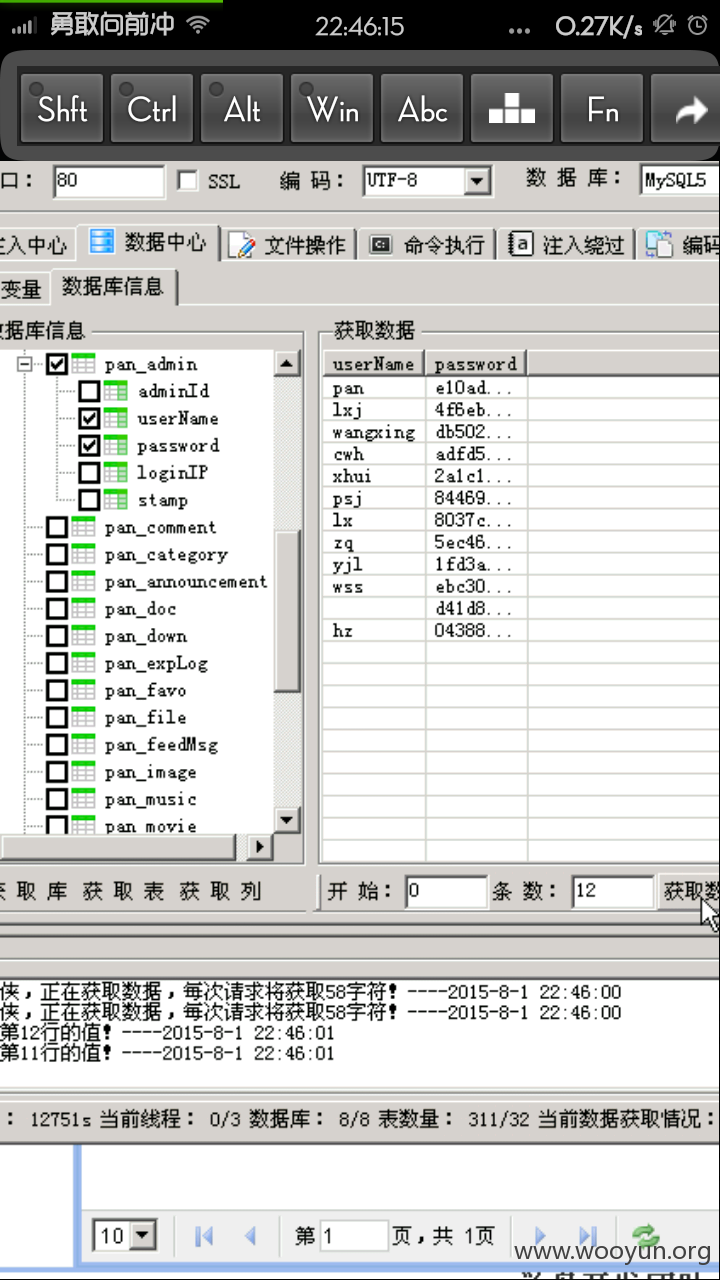 勇敢向前冲 22:46:15 ... 0.27K/s
Shft Ctrl Alt Win Abc Fn
口： 80 SSL 编 码： UTF-8 数 据 库： MySQL5
注入中心 数据中心 文件操作 命令执行 注入绕过 编码
变量 数据库信息
数据库信息
获取数据
pan_admin
adminId
userName
password
loginIP
stamp
pan_comment
pan_category
pan_announcement
pan_doc
pan_down
pan_expLog
pan_favo
pan_file
pan_feedMsg
pan_image
pan_music
pan_movie
userName password
pan e10ad...
lxj 4f6eb...
wangxing db502...
cwh adfd5...
xhui 2a1c1...
psj 84469...
lx 8037c...
zq 5ec46...
yjl 1fd3a...
wss ebc30...
d41d8...
hz 04388...
获 取 库 获 取 表 获 取 列
开 始： 0 条 数： 12 获取数
侠，正在获取数据，每次请求将获取58字符！----2015-8-1 22:46:00
侠，正在获取数据，每次请求将获取58字符！----2015-8-1 22:46:00
第12行的值！----2015-8-1 22:46:01
第11行的值！----2015-8-1 22:46:01
： 12751s 当前线程： 0/3 数据库： 8/8 表数量： 311/32 当前数据获取情况：
10 第 1 页，共 1页
www.wooyun.org